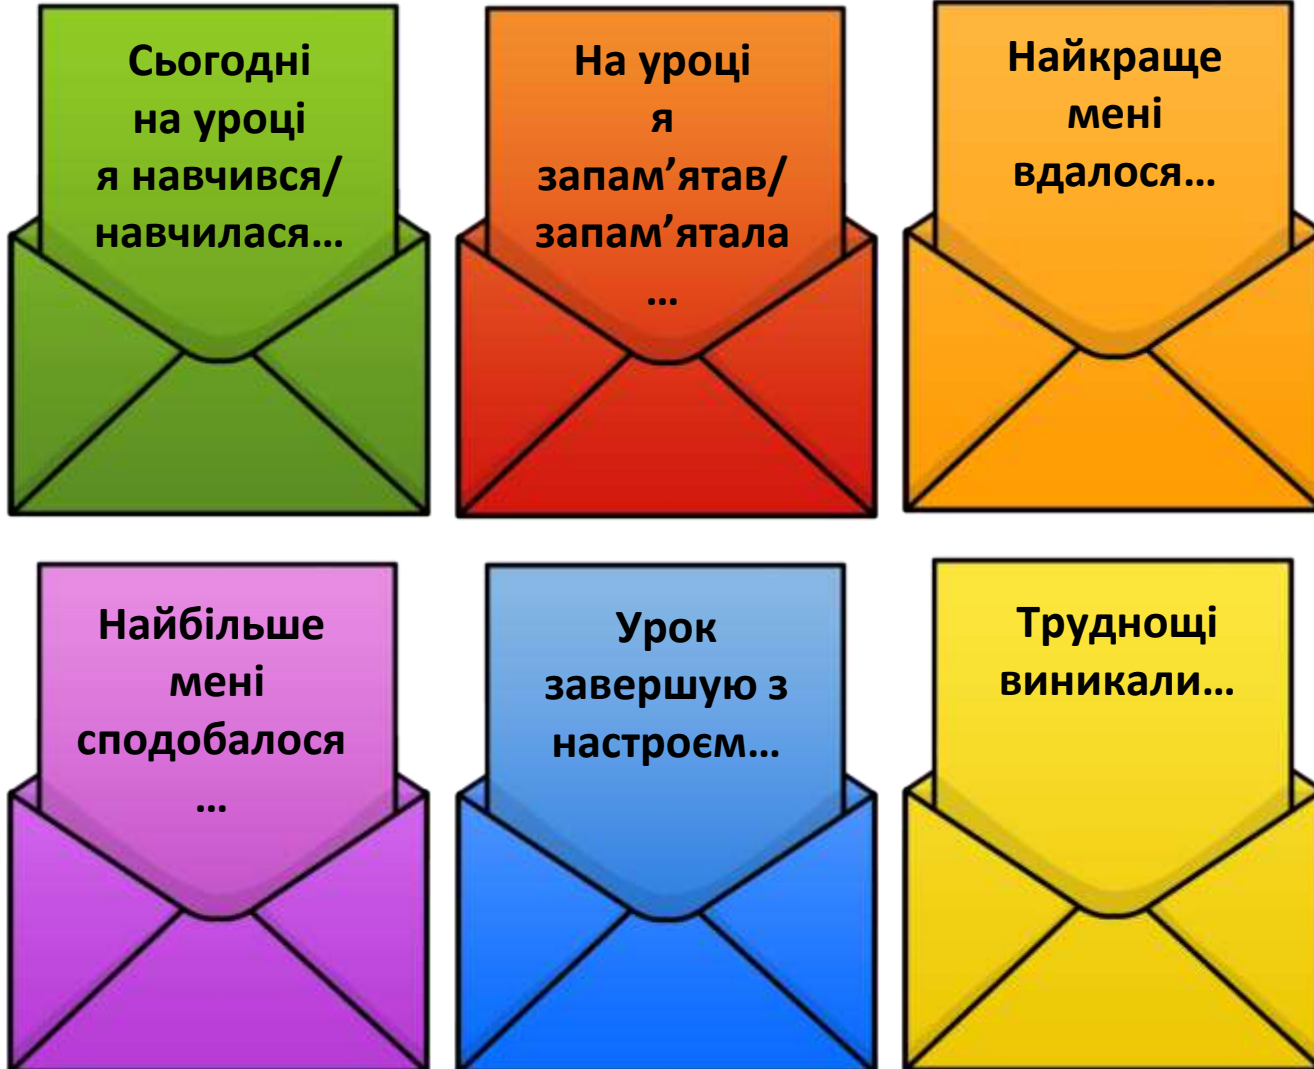 Сьогодні
на уроці
я навчився/
навчилася…
На уроці
я
запам’ятав/
запам’ятала
…
Найкраще
мені
вдалося…
Найбільше
мені
сподобалося
…
Урок
завершую з
настроєм…
Труднощі
виникали…